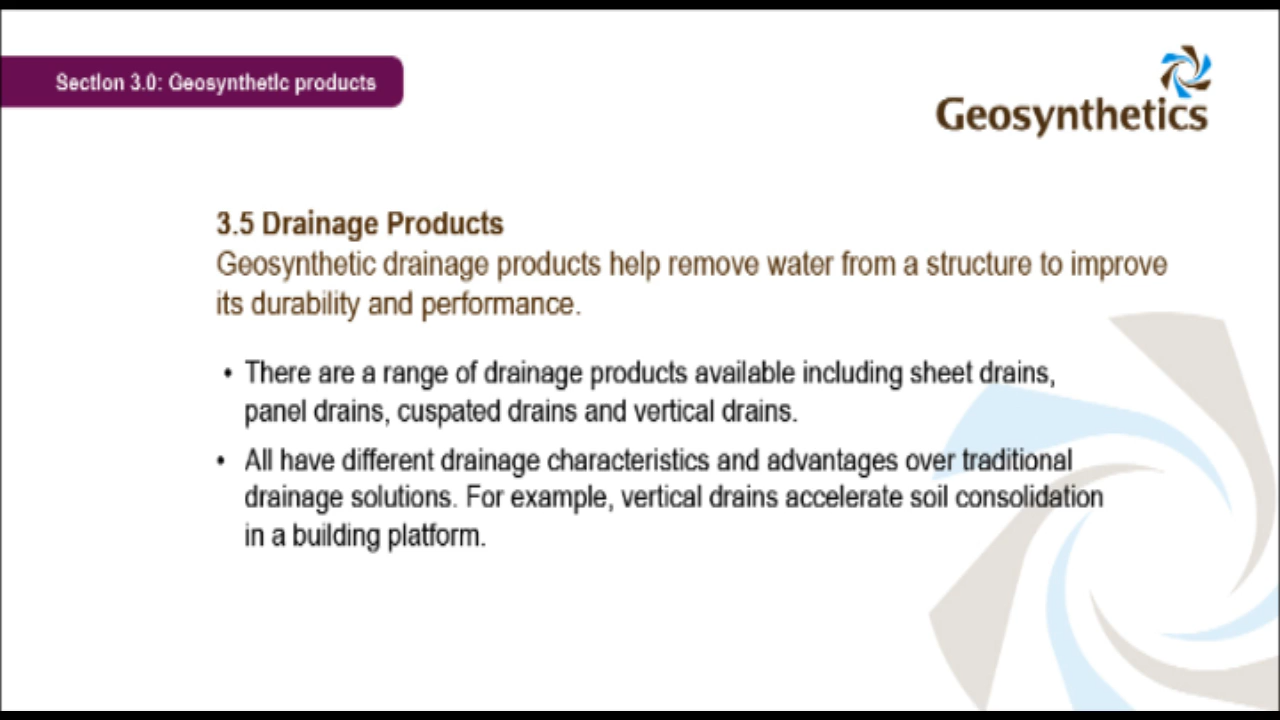 Section 3.0: Geosynthetic products
Geosynthetics
3.5 Drainage Products
Geosynthetic drainage products help remove water from a structure to improve
its durability and performance.
• There are a range of drainage products available including sheet drains,
panel drains, cuspated drains and vertical drains.
• All have different drainage characteristics and advantages over traditional
drainage solutions. For example, vertical drains accelerate soil consolidation
in a building platform.